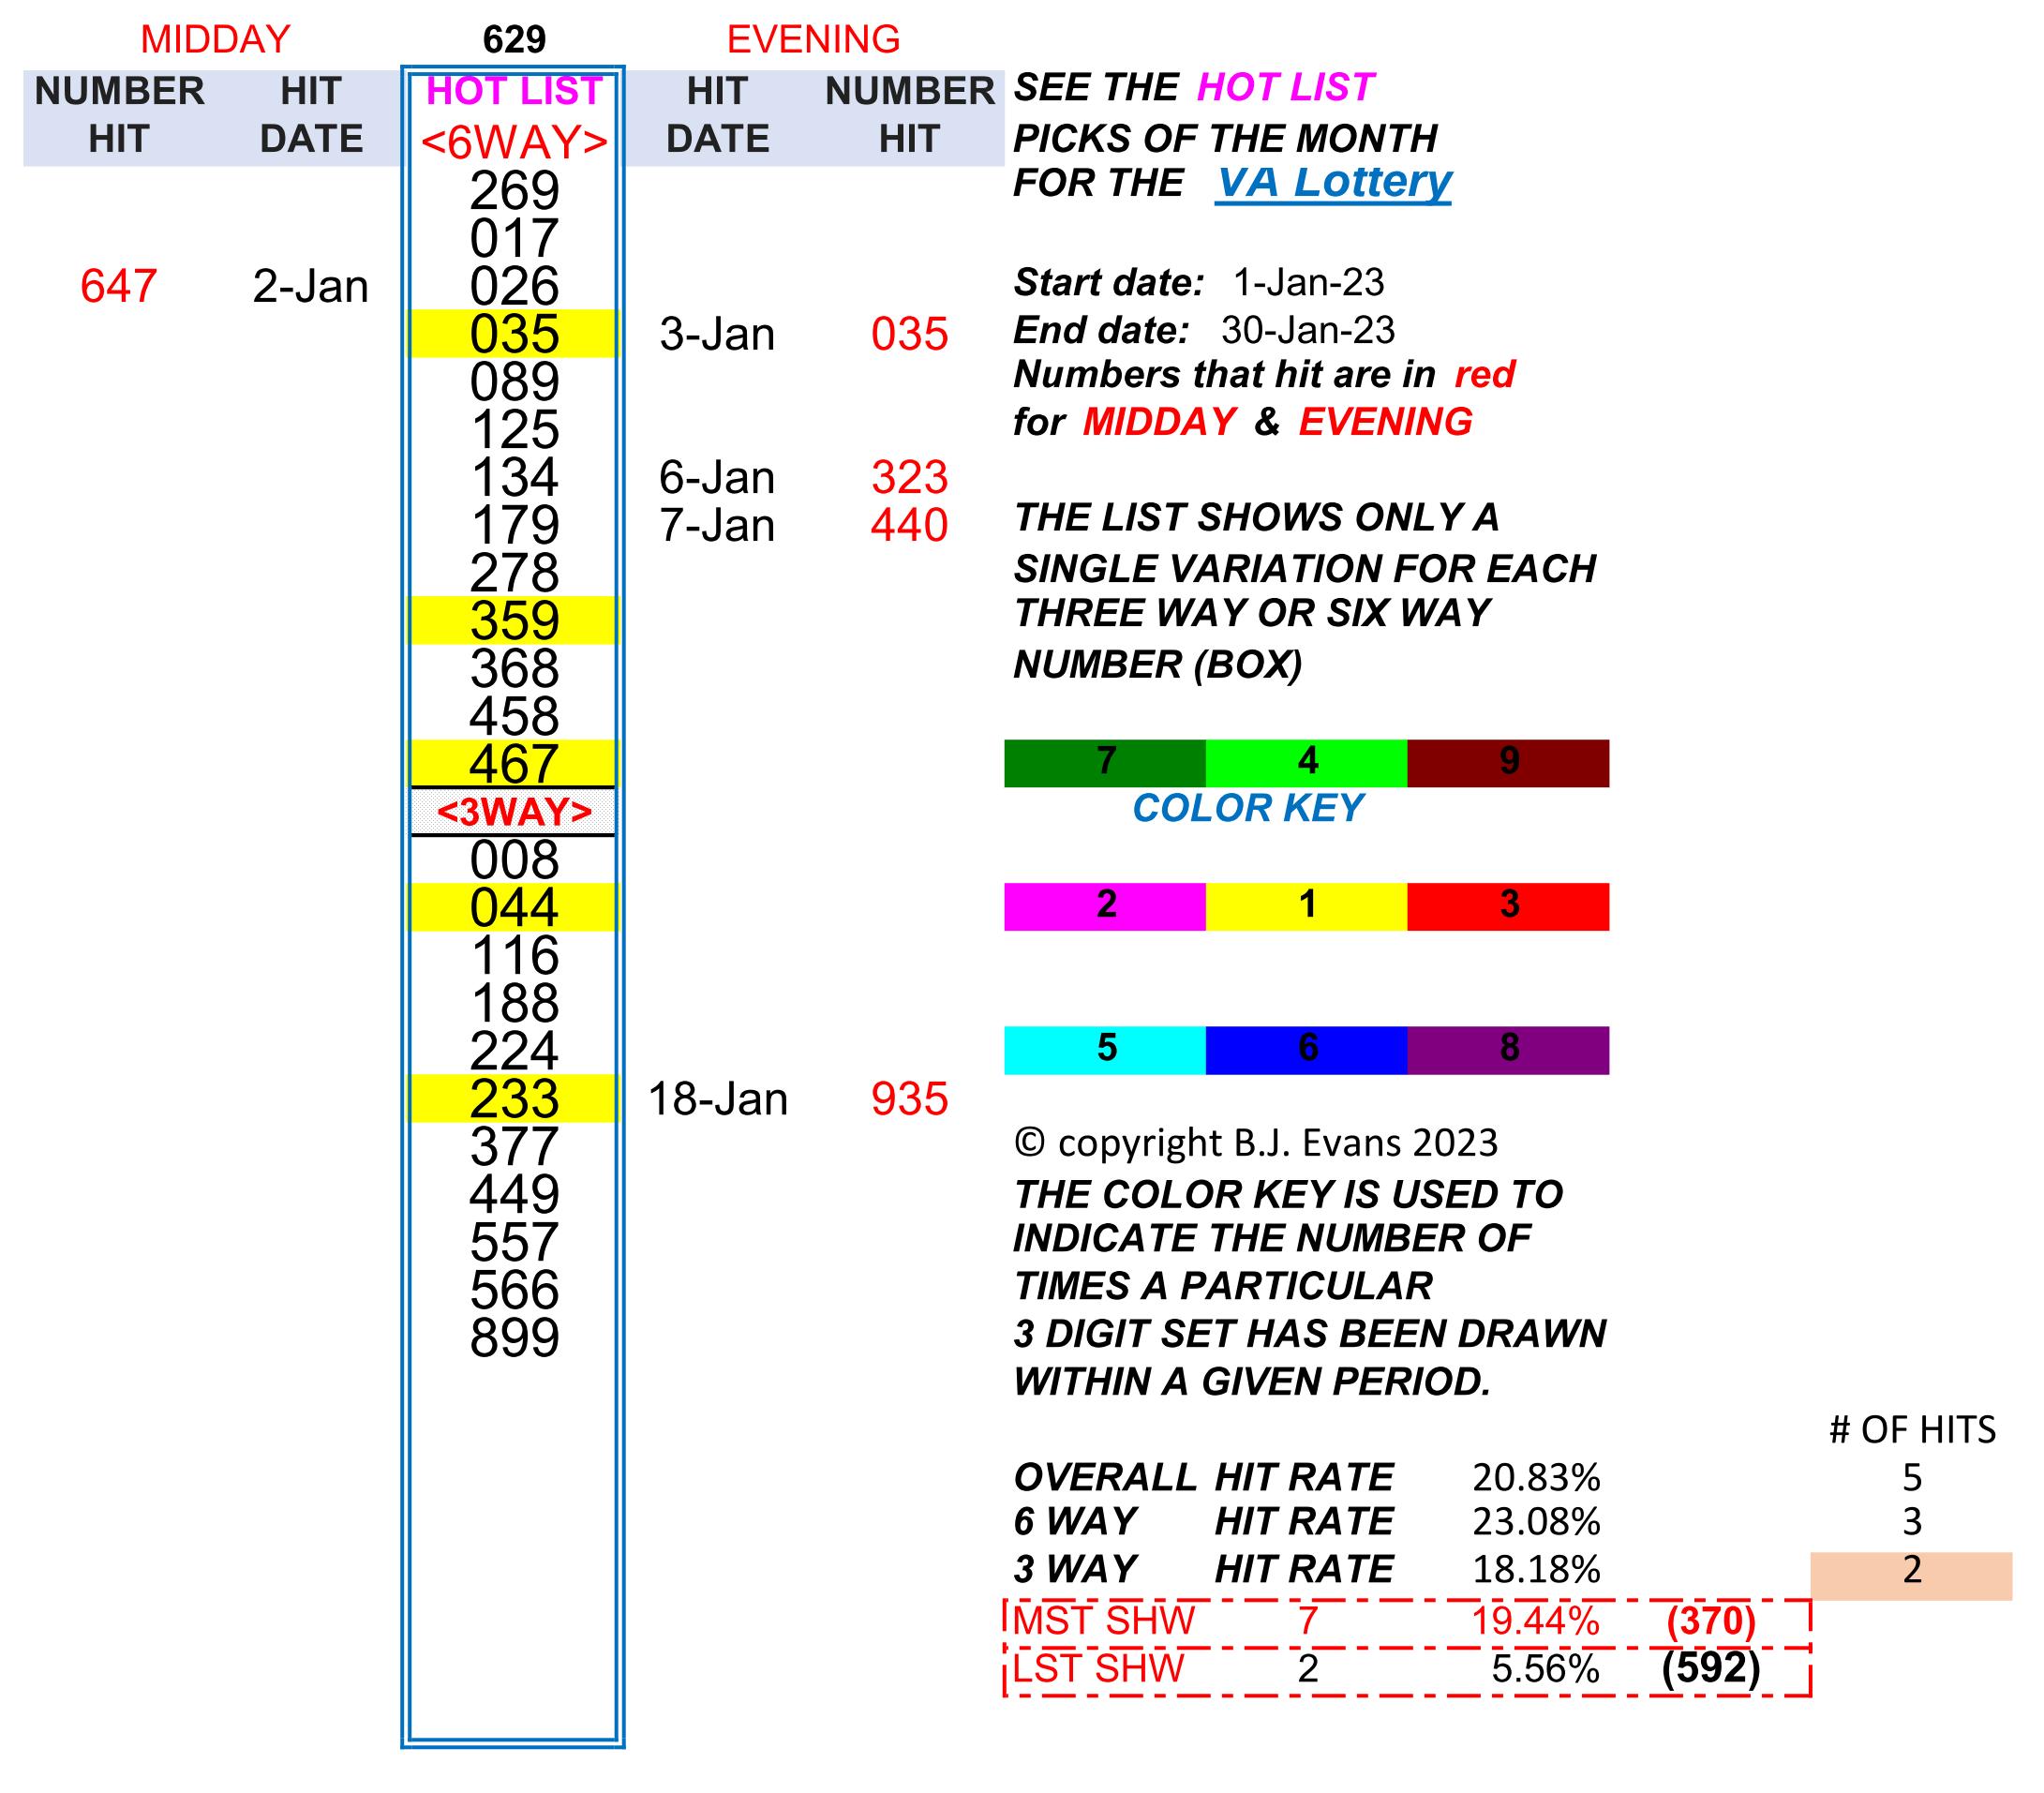 MIDDAY 629 EVENING
NUMBER HIT HOT LIST HIT NUMBER SEE THE HOT LIST
HIT DATE <6WAY> DATE HIT PICKS OF THE MONTH
269 FOR THE VA Lottery
017
647 2-Jan 026 Start date: 1-Jan-23
035 3-Jan 035 End date: 30-Jan-23
089 Numbers that hit are in red
125 for MIDDAY & EVENING
134 6-Jan 323
179 7-Jan 440 THE LIST SHOWS ONLY A
278 SINGLE VARIATION FOR EACH
359 THREE WAY OR SIX WAY
368 NUMBER (BOX)
458
467 7 4 9
<3WAY> COLOR KEY
008
044 2 1 3
116
188
224 5 6 8
233 18-Jan 935
377 © copyright B.J. Evans 2023
449 THE COLOR KEY IS USED TO
557 INDICATE THE NUMBER OF
566 TIMES A PARTICULAR
899 3 DIGIT SET HAS BEEN DRAWN
WITHIN A GIVEN PERIOD.
# OF HITS
OVERALL HIT RATE 20.83% 5
6 WAY HIT RATE 23.08% 3
3 WAY HIT RATE 18.18% 2
MST SHW 7 19.44% (370)
LST SHW 2 5.56% (592)